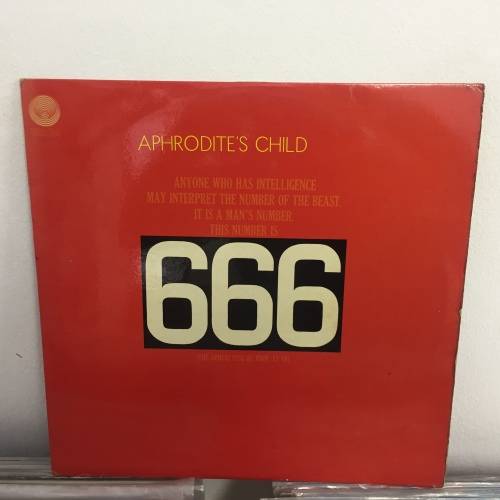 APHRODITE'S CHILD
ANYONE WHO HAS INTELLIGENCE
MAY INTERPRET THE NUMBER OF THE BEAST.
IT IS A MAN'S NUMBER.
THIS NUMBER IS
666